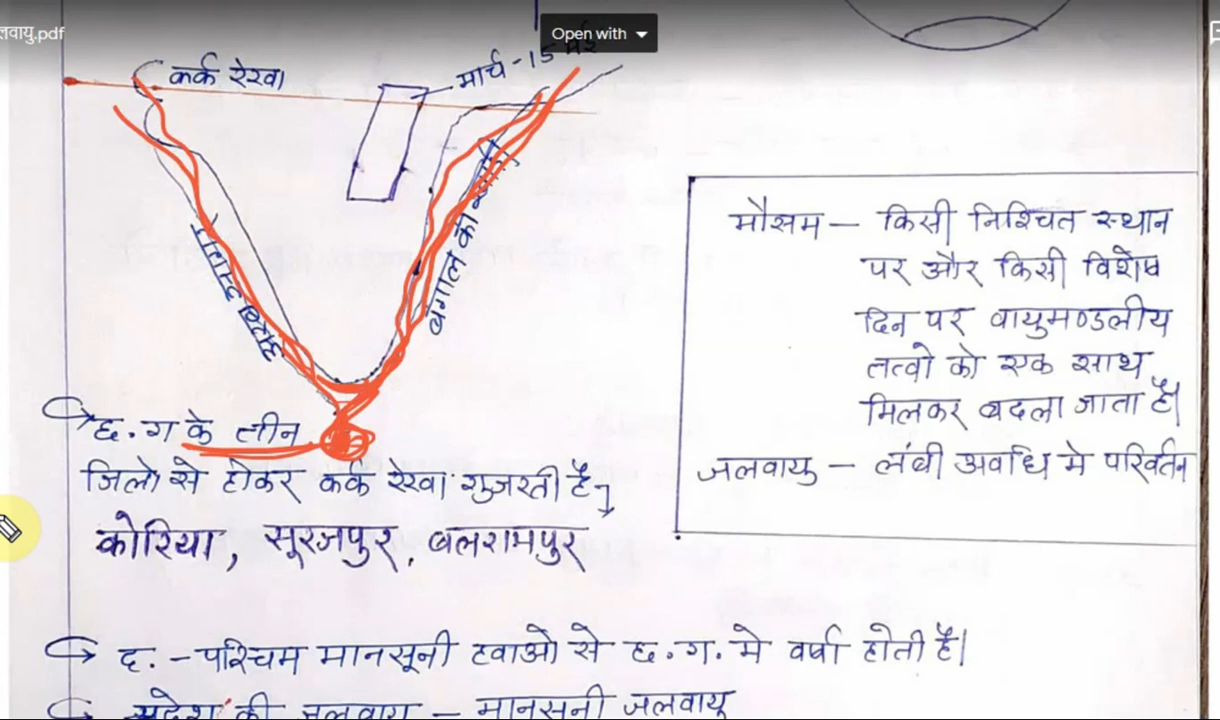 लवायु.pdf
Open with
कर्क रेखा
मार्च - 15
बंगाल की
छ.ग के तीन
जिलो से होकर कर्क रेखा गुजरती है
कोरिया, सूरजपुर, बलरामपुर
मौसम – किसी निश्चित स्थान
पर और किसी विशेष
दिन पर वायुमण्डलीय
तत्वो को एक साथ
मिलकर बदला जाता है।
जलवायु – लंबी अवधि मे परिवर्तन
द. - पश्चिम मानसूनी हवाओ से छ.ग. मे वर्षा होती है।
प्रदेश की जलवायु – मानसूनी जलवायु